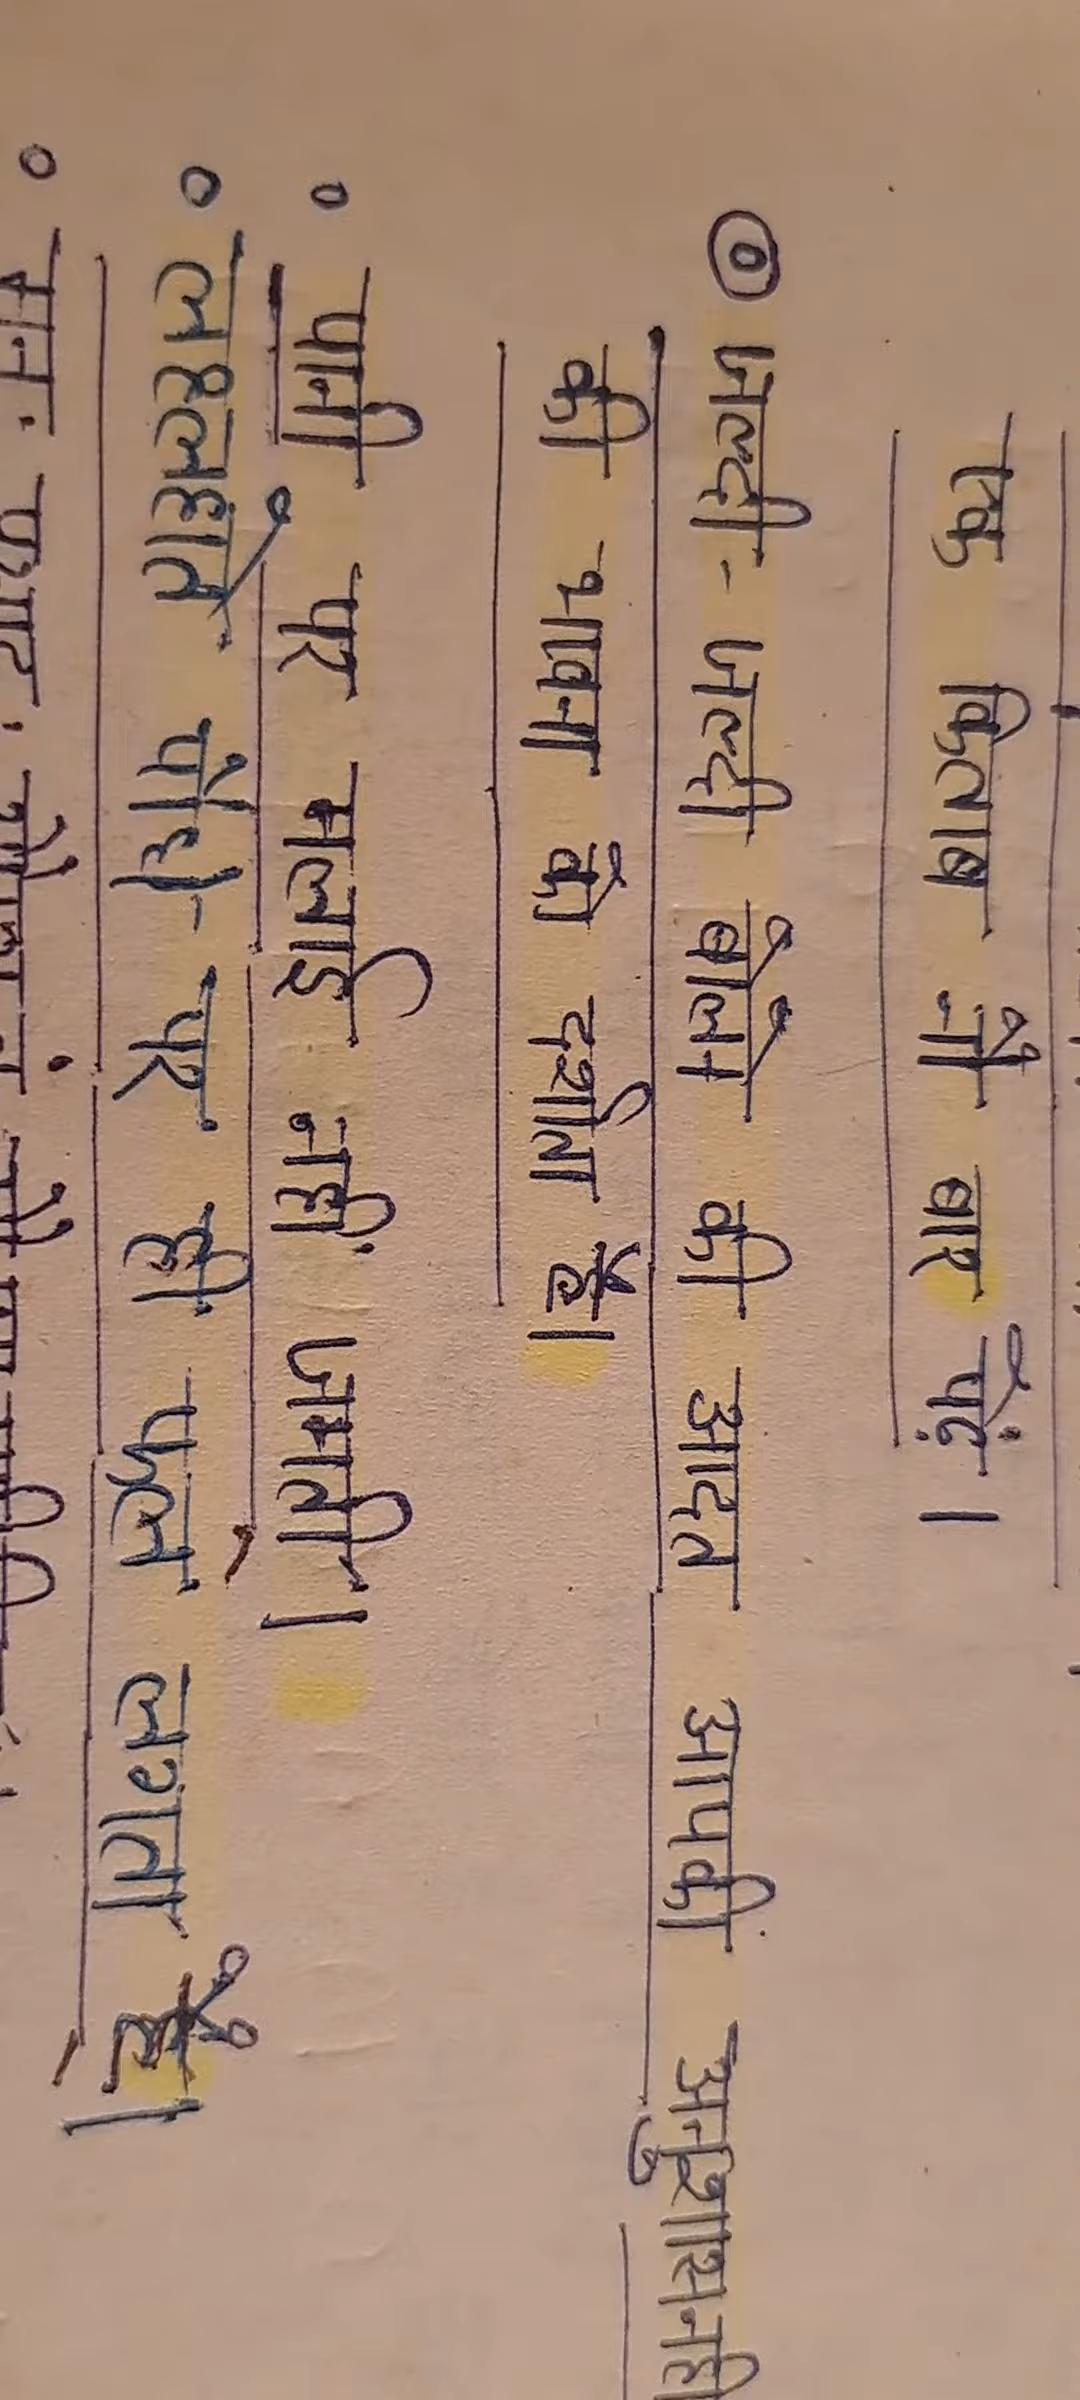 एक किताब नौ बार पढ़ें।
जल्दी-जल्दी बोलने की आदत आपकी अनुशासनही
की भावना को दर्शाता है।
पानी पर मलाई नहीं जमती।
लहलहाते पौधे पर ही फल लगता है।